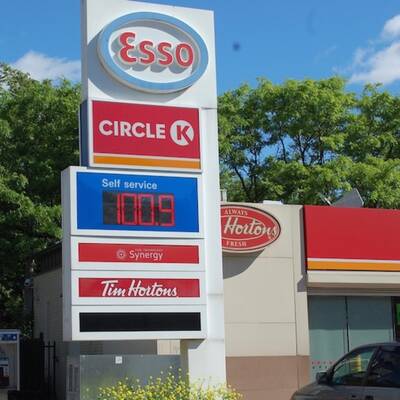 Esso
CIRCLE K
Self service
100.9
Synergy
Tim Hortons
ALWAYS
Hortons
FRESH